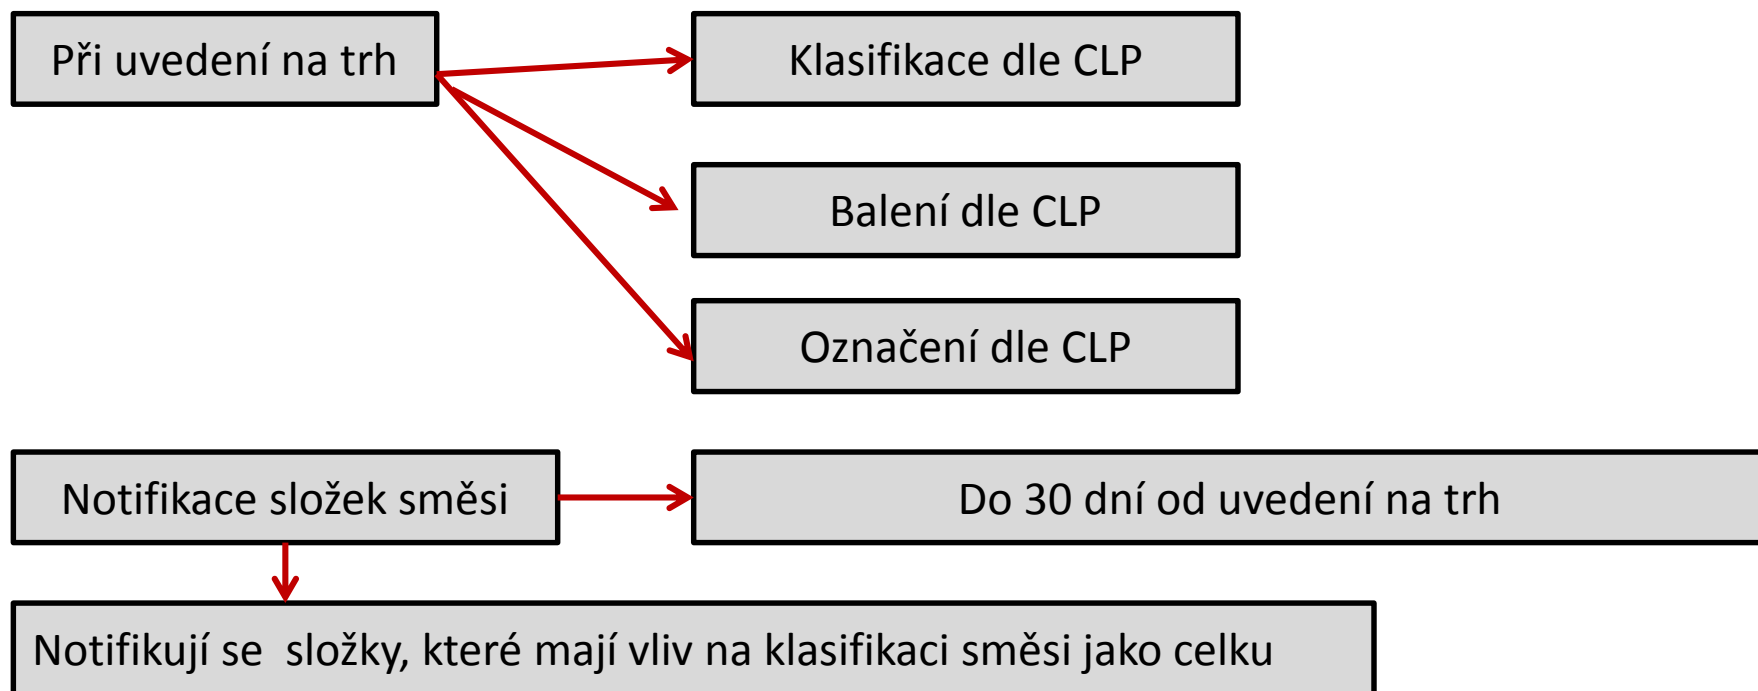 Při uvedení na trh
Klasifikace dle CLP
Balení dle CLP
Označení dle CLP
Notifikace složek směsi
Do 30 dní od uvedení na trh
Notifikují se  složky, které mají vliv na klasifikaci směsi jako celku